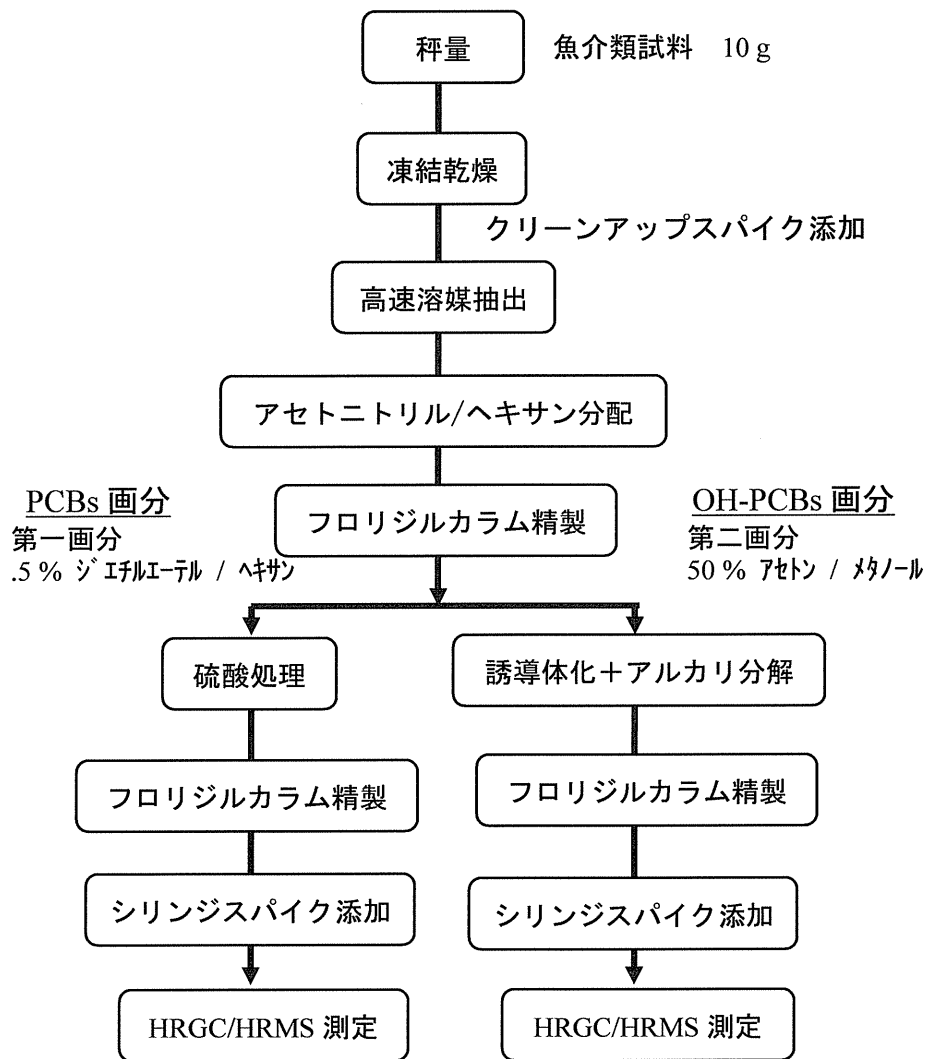 秤量 魚介類試料 10 g
凍結乾燥
クリーンアップスパイク添加
高速溶媒抽出
アセトニトリル/ヘキサン分配
フロリジルカラム精製
PCBs 画分
第一画分
.5 % ジエチルエーテル / ヘキサン
OH-PCBs 画分
第二画分
50 % アセトン / メタノール
硫酸処理
誘導体化＋アルカリ分解
フロリジルカラム精製
フロリジルカラム精製
シリンジスパイク添加
シリンジスパイク添加
HRGC/HRMS 測定
HRGC/HRMS 測定